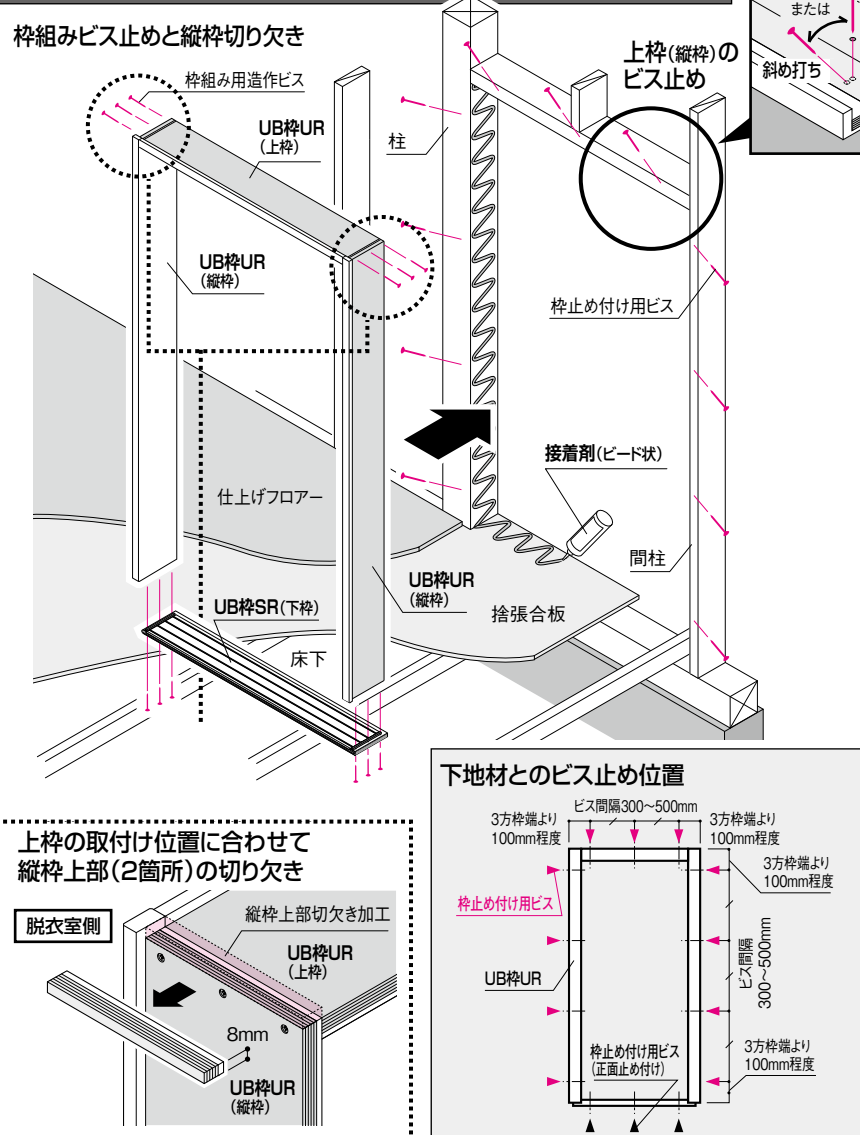 枠組みビス止めと縦枠切り欠き
枠組み用造作ビス
UB枠UR
(上枠)
柱
上枠(縦枠)の
ビス止め
または
斜め打ち
UB枠UR
(縦枠)
枠止め付け用ビス
接着剤(ビード状)
仕上げフロアー
間柱
UB枠UR
(縦枠)
捨張合板
UB枠SR(下枠)
床下
上枠の取付け位置に合わせて
縦枠上部(2箇所)の切り欠き
脱衣室側
縦枠上部切欠き加工
UB枠UR
(上枠)
8mm
UB枠UR
(縦枠)
下地材とのビス止め位置
ビス間隔300〜500mm
3方枠端より
100mm程度
3方枠端より
100mm程度
3方枠端より
100mm程度
枠止め付け用ビス
ビス間隔
300〜500mm
UB枠UR
枠止め付け用ビス
(正面止め付け)
3方枠端より
100mm程度